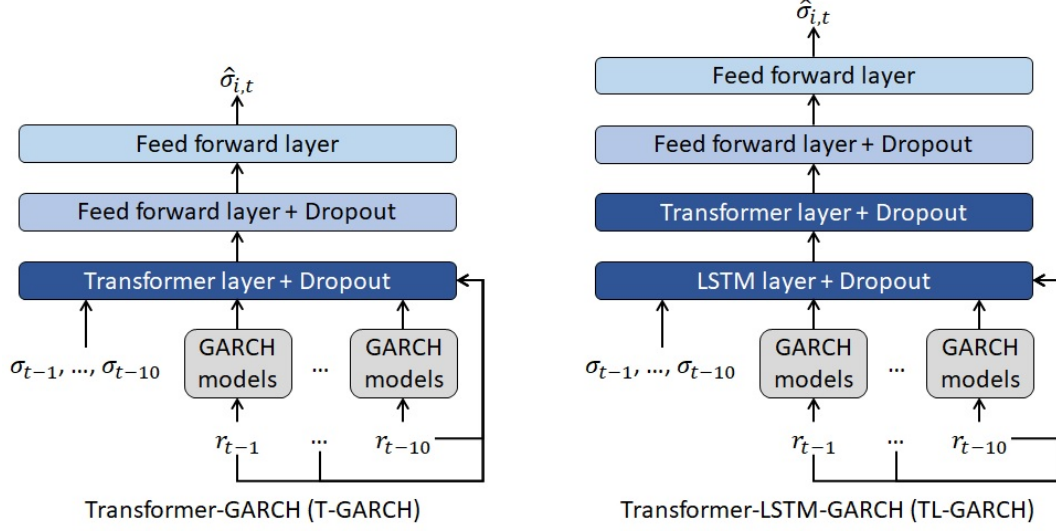 σ̂ᵢ,ₜ
Feed forward layer
Feed forward layer + Dropout
Transformer layer + Dropout
σₜ₋₁, …, σₜ₋₁₀
GARCH
models
...
GARCH
models
rₜ₋₁
...
rₜ₋₁₀
Transformer-GARCH (T-GARCH)
σ̂ᵢ,ₜ
Feed forward layer
Feed forward layer + Dropout
Transformer layer + Dropout
LSTM layer + Dropout
σₜ₋₁, …, σₜ₋₁₀
GARCH
models
...
GARCH
models
rₜ₋₁
...
rₜ₋₁₀
Transformer-LSTM-GARCH (TL-GARCH)